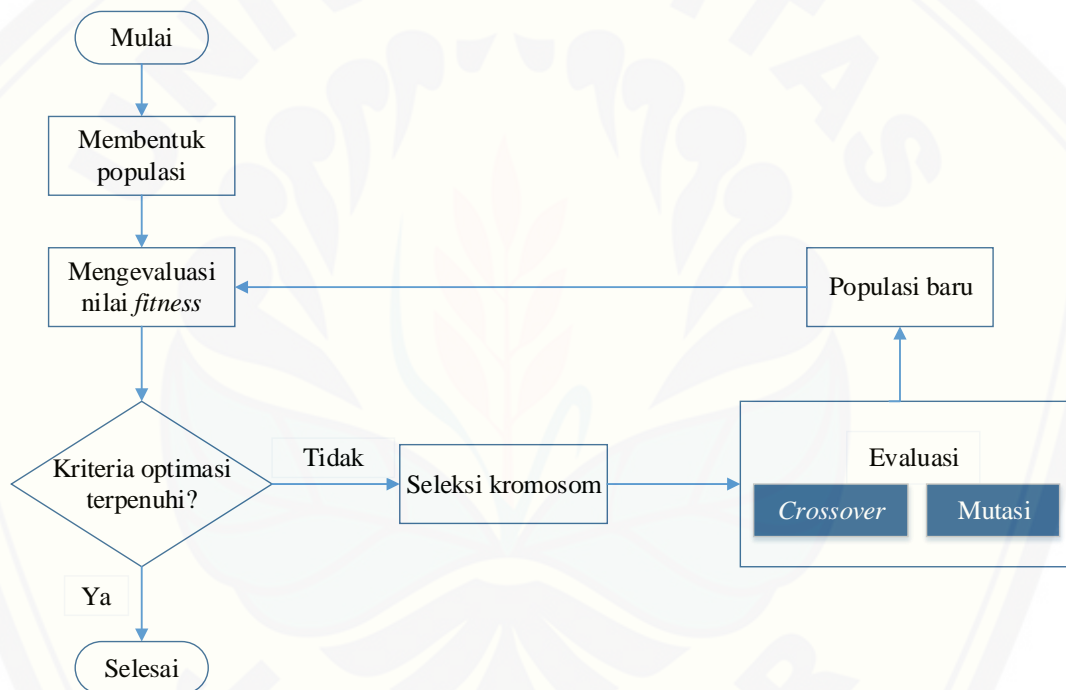 Mulai
Membentuk
populasi
Mengevaluasi
nilai fitness
Populasi baru
Kriteria optimasi
terpenuhi?
Tidak
Seleksi kromosom
Evaluasi
Crossover
Mutasi
Ya
Selesai